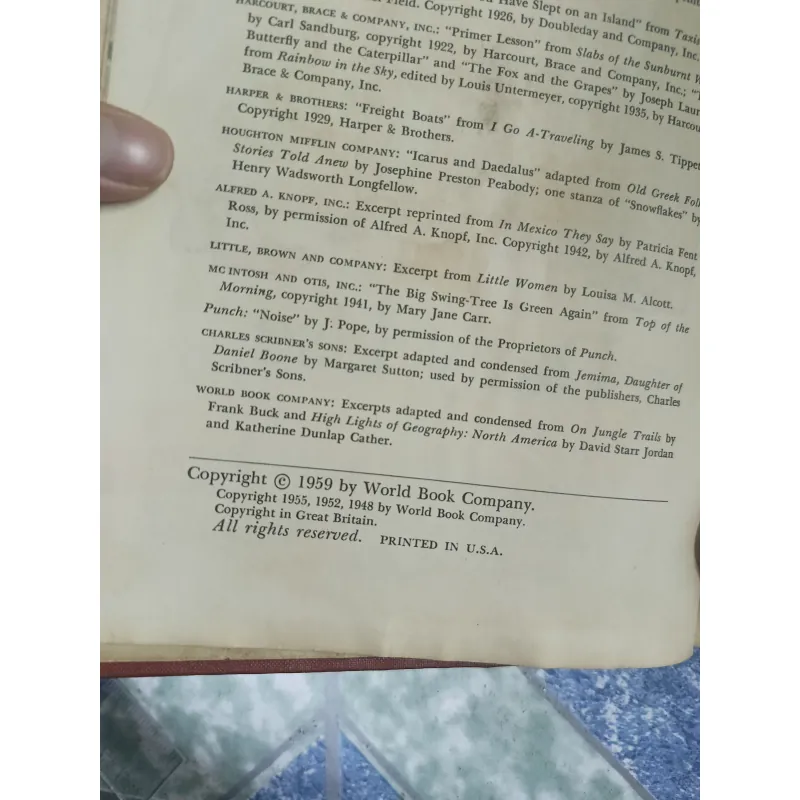 Have Slept on an Island" from Taxis
Field. Copyright 1926, by Doubleday and Company, Inc.
HARCOURT, BRACE & COMPANY, INC.: "Primer Lesson" from Slabs of the Sunburnt
by Carl Sandburg, copyright 1922, by Harcourt, Brace and Company, Inc.;
Butterfly and the Caterpillar" and "The Fox and the Grapes" by Joseph
from Rainbow in the Sky, edited by Louis Untermeyer, copyright 1935, by
Brace & Company, Inc.
HARPER & BROTHERS: "Freight Boats" from I Go A-Traveling by James S.
Copyright 1929, Harper & Brothers.
HOUGHTON MIFFLIN COMPANY: "Icarus and Daedalus" adapted from Old Greek
Stories Told Anew by Josephine Preston Peabody; one stanza of "Snowflakes" by
Henry Wadsworth Longfellow.
ALFRED A. KNOPF, INC.: Excerpt reprinted from In Mexico They Say by Patricia Fent
Ross, by permission of Alfred A. Knopf, Inc. Copyright 1942, by Alfred A. Knopf,
Inc.
LITTLE, BROWN AND COMPANY: Excerpt from Little Women by Louisa M. Alcott.
MC INTOSH AND OTIS, INC.: "The Big Swing-Tree Is Green Again" from Top of the
Morning, copyright 1941, by Mary Jane Carr.
Punch: "Noise" by J. Pope, by permission of the Proprietors of Punch.
CHARLES SCRIBNER'S SONS: Excerpt adapted and condensed from Jemima, Daughter of
Daniel Boone by Margaret Sutton; used by permission of the publishers, Charles
Scribner's Sons.
WORLD BOOK COMPANY: Excerpts adapted and condensed from On Jungle Trails by
Frank Buck and High Lights of Geography: North America by David Starr Jordan
and Katherine Dunlap Cather.
Copyright © 1959 by World Book Company.
Copyright 1955, 1952, 1948 by World Book Company.
Copyright in Great Britain.
All rights reserved. PRINTED IN U.S.A.